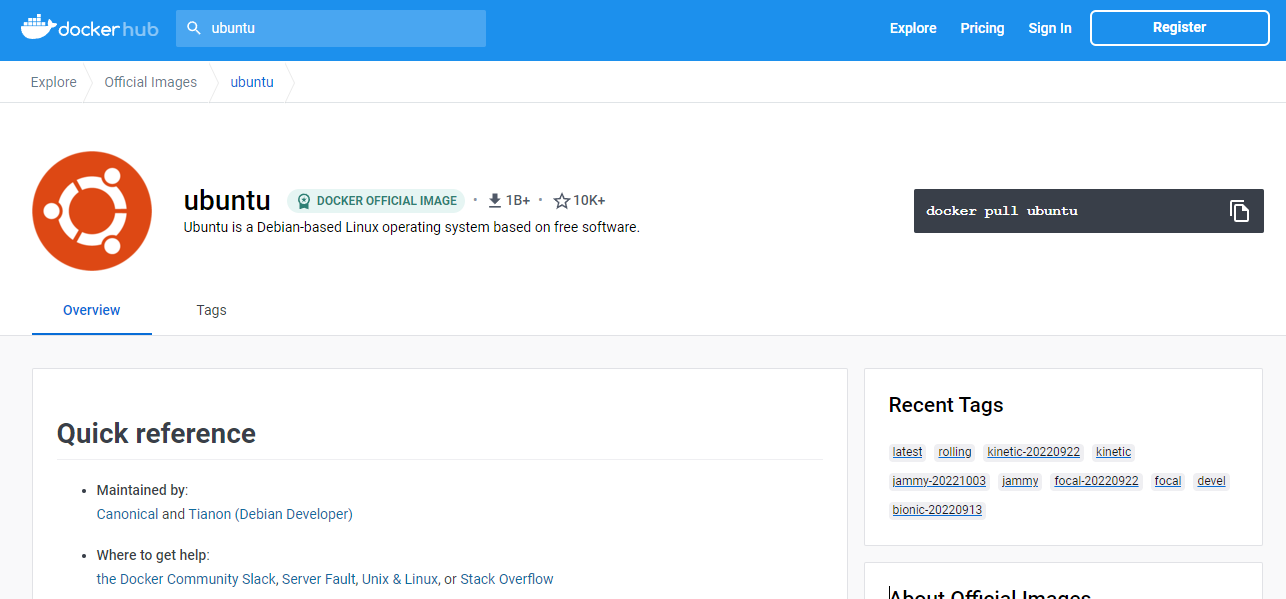 docker hub
ubuntu
Explore
Pricing
Sign In
Register
Explore
Official Images
ubuntu
ubuntu
DOCKER OFFICIAL IMAGE
1B+
10K+
Ubuntu is a Debian-based Linux operating system based on free software.
docker pull ubuntu
Overview
Tags
Quick reference
Maintained by:
Canonical and Tianon (Debian Developer)
Where to get help:
the Docker Community Slack, Server Fault, Unix & Linux, or Stack Overflow
Recent Tags
latest rolling kinetic-20220922 kinetic
jammy-20221003 jammy focal-20220922 focal devel
bionic-20220913
About Official Images